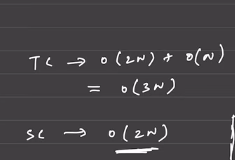 TC → O(2N) + O(N)
= O(3N)
SC → O(2N)